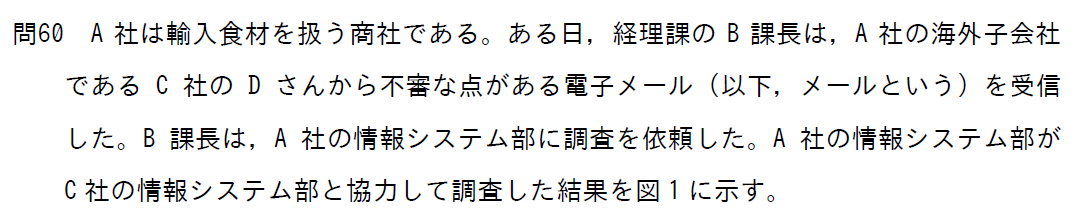 問60 A社は輸入食材を扱う商社である。ある日，経理課のB課長は，A社の海外子会社
である C 社の D さんから不審な点がある電子メール（以下，メールという）を受信
した。B 課長は，A 社の情報システム部に調査を依頼した。A 社の情報システム部が
C社の情報システム部と協力して調査した結果を図1に示す。